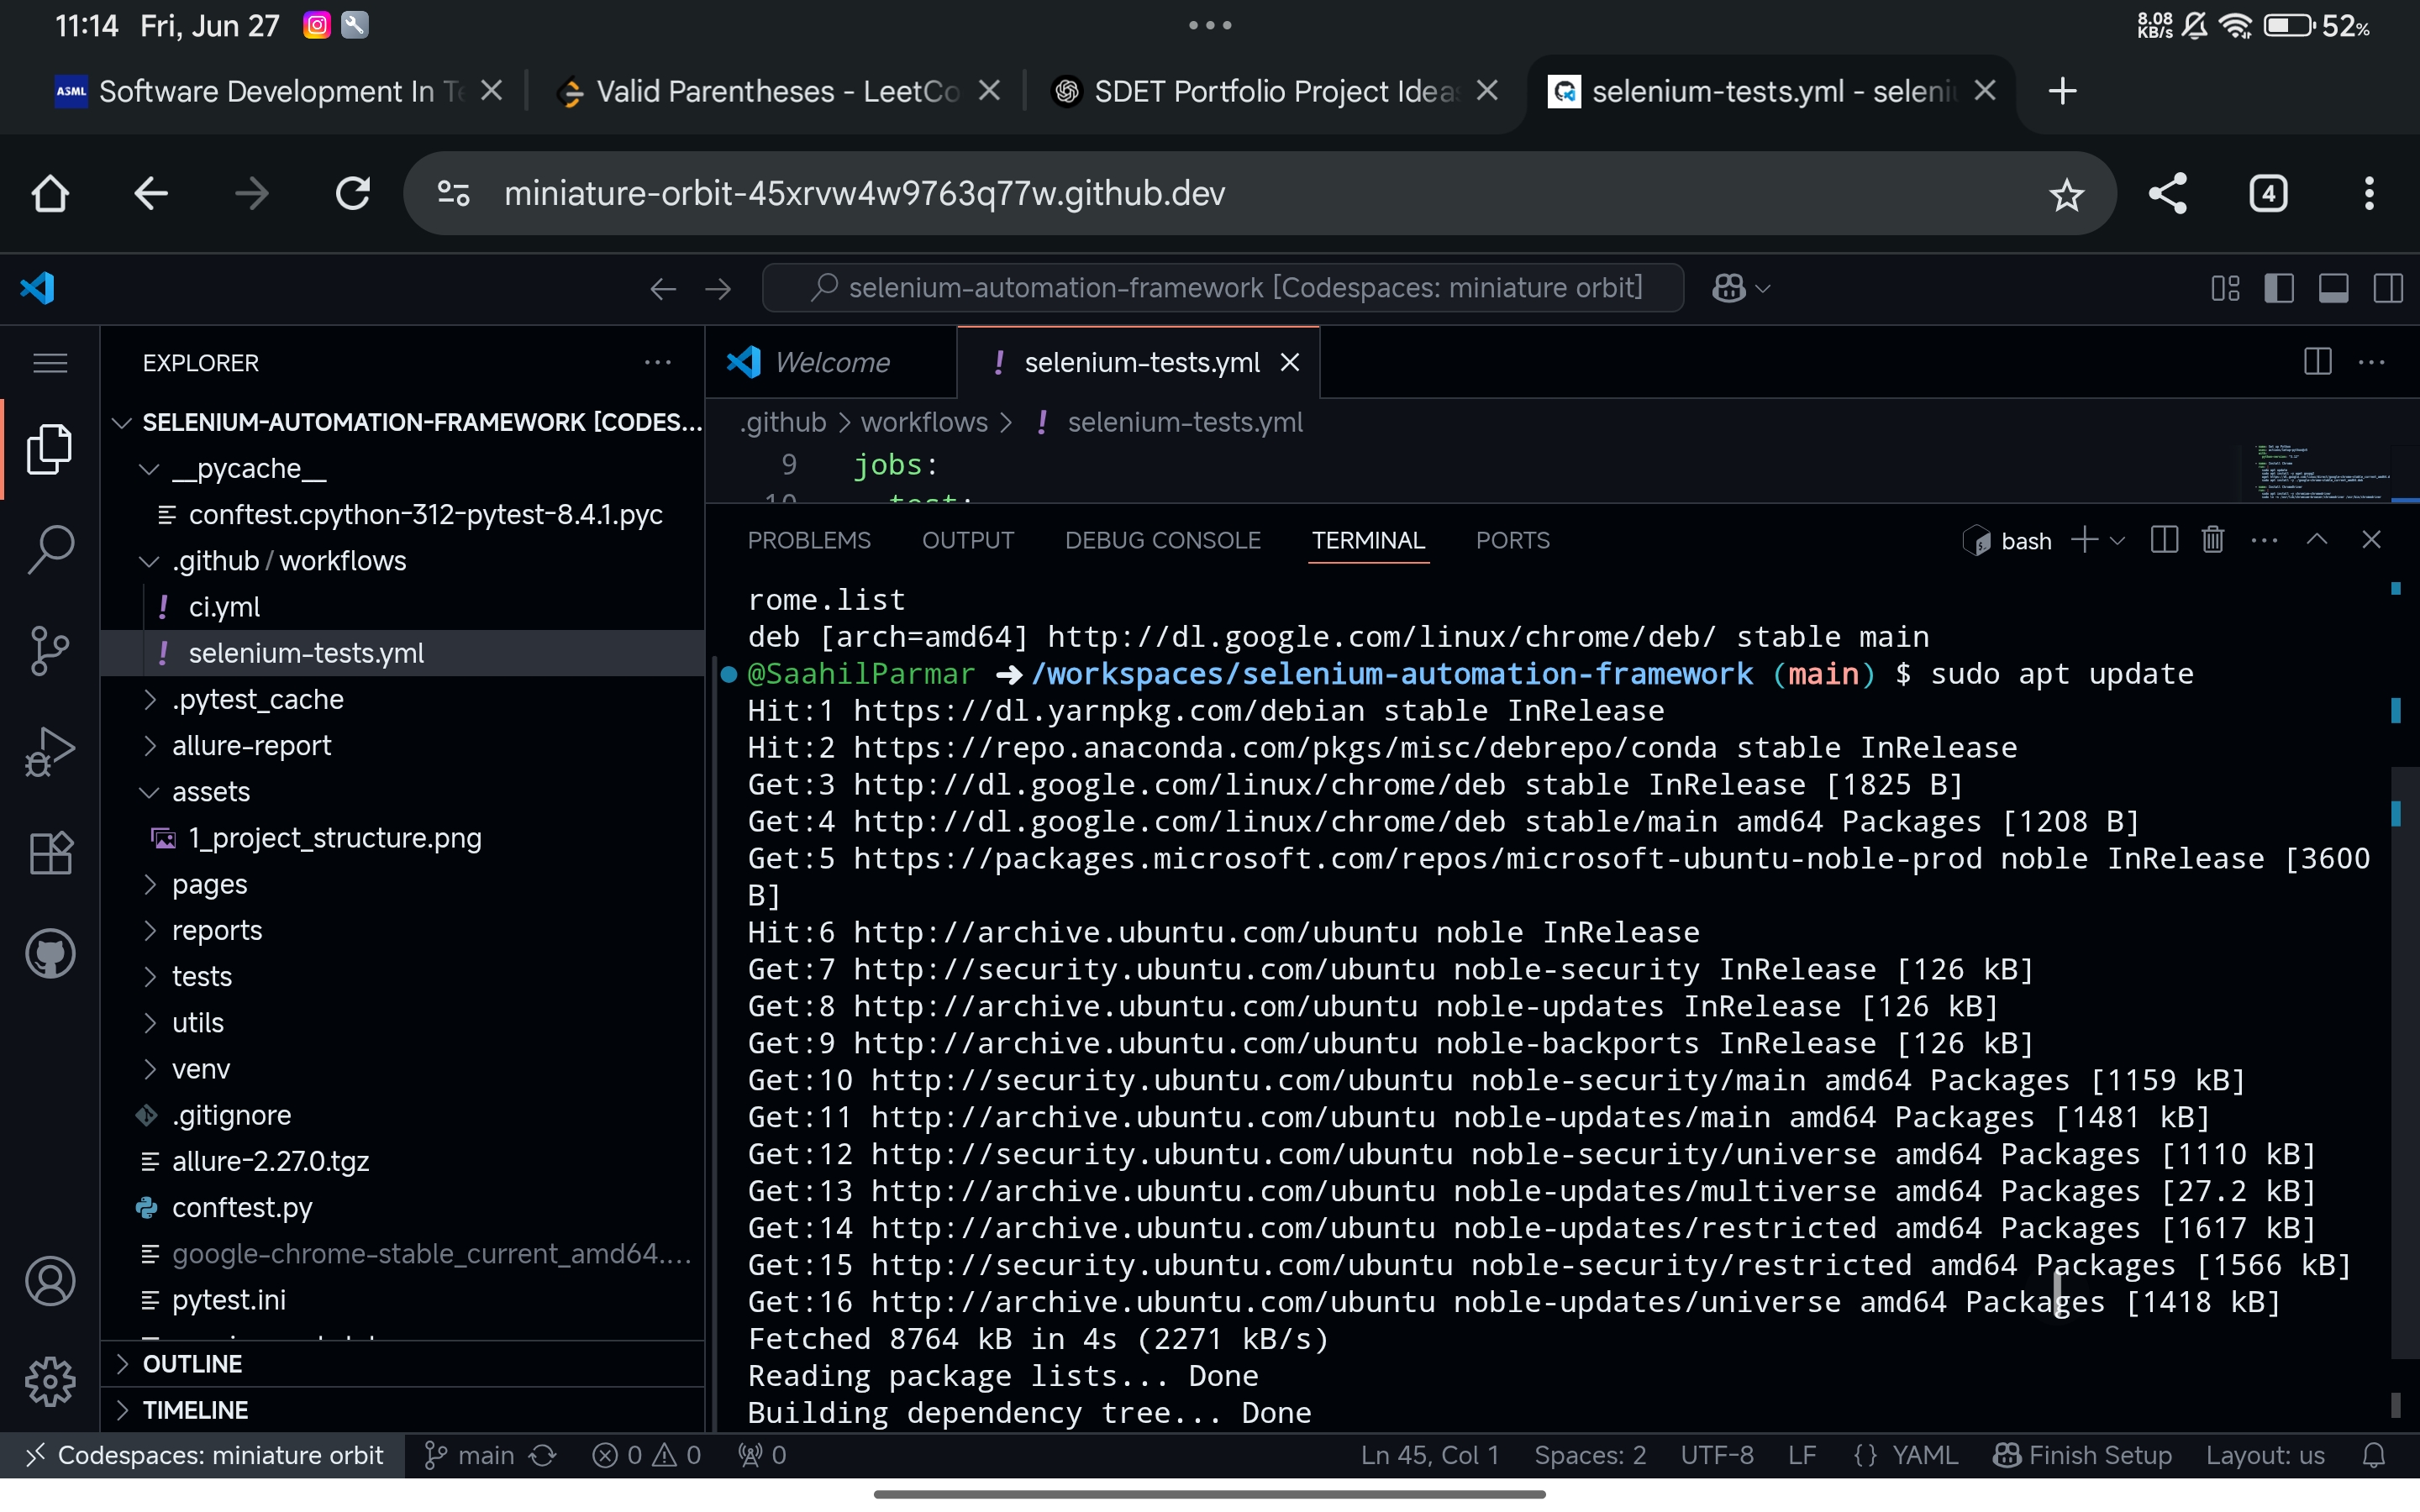 11:14 Fri, Jun 27
8.08 KB/s 52%
Software Development In Te
Valid Parentheses - LeetCo
SDET Portfolio Project Ideas
selenium-tests.yml - seleni
miniature-orbit-45xrvw4w9763q77w.github.dev
4
selenium-automation-framework [Codespaces: miniature orbit]
EXPLORER
SELENIUM-AUTOMATION-FRAMEWORK [CODES...
__pycache__
conftest.cpython-312-pytest-8.4.1.pyc
.github / workflows
ci.yml
selenium-tests.yml
.pytest_cache
allure-report
assets
1_project_structure.png
pages
reports
tests
utils
venv
.gitignore
allure-2.27.0.tgz
conftest.py
google-chrome-stable_current_amd64....
pytest.ini
OUTLINE
TIMELINE
Welcome
selenium-tests.yml
.github > workflows > selenium-tests.yml
9 jobs:
10 test:
PROBLEMS OUTPUT DEBUG CONSOLE TERMINAL PORTS
bash
rome.list
deb [arch=amd64] http://dl.google.com/linux/chrome/deb/ stable main
@SaahilParmar ➜ /workspaces/selenium-automation-framework (main) $ sudo apt update
Hit:1 https://dl.yarnpkg.com/debian stable InRelease
Hit:2 https://repo.anaconda.com/pkgs/misc/debrepo/conda stable InRelease
Get:3 http://dl.google.com/linux/chrome/deb stable InRelease [1825 B]
Get:4 http://dl.google.com/linux/chrome/deb stable/main amd64 Packages [1208 B]
Get:5 https://packages.microsoft.com/repos/microsoft-ubuntu-noble-prod noble InRelease [3600
B]
Hit:6 http://archive.ubuntu.com/ubuntu noble InRelease
Get:7 http://security.ubuntu.com/ubuntu noble-security InRelease [126 kB]
Get:8 http://archive.ubuntu.com/ubuntu noble-updates InRelease [126 kB]
Get:9 http://archive.ubuntu.com/ubuntu noble-backports InRelease [126 kB]
Get:10 http://security.ubuntu.com/ubuntu noble-security/main amd64 Packages [1159 kB]
Get:11 http://archive.ubuntu.com/ubuntu noble-updates/main amd64 Packages [1481 kB]
Get:12 http://security.ubuntu.com/ubuntu noble-security/universe amd64 Packages [1110 kB]
Get:13 http://archive.ubuntu.com/ubuntu noble-updates/multiverse amd64 Packages [27.2 kB]
Get:14 http://archive.ubuntu.com/ubuntu noble-updates/restricted amd64 Packages [1617 kB]
Get:15 http://security.ubuntu.com/ubuntu noble-security/restricted amd64 Packages [1566 kB]
Get:16 http://archive.ubuntu.com/ubuntu noble-updates/universe amd64 Packages [1418 kB]
Fetched 8764 kB in 4s (2271 kB/s)
Reading package lists... Done
Building dependency tree... Done
Codespaces: miniature orbit main 0 0 0 Ln 45, Col 1 Spaces: 2 UTF-8 LF {} YAML Finish Setup Layout: us